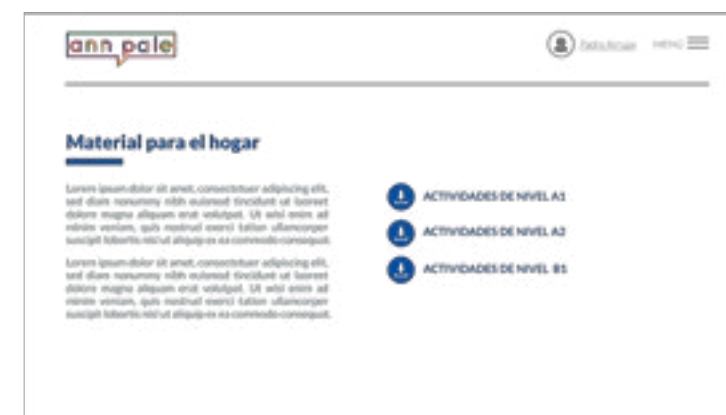 ann pale
MENÚ
Material para el hogar
Lorem ipsum dolor sit amet, consectetuer adipiscing elit,
sed diam nonummy nibh euismod tincidunt ut laoreet
dolore magna aliquam erat volutpat. Ut wisi enim ad
minim veniam, quis nostrud exerci tation ullamcorper
suscipit lobortis nisl ut aliquip ex ea commodo consequat.
Lorem ipsum dolor sit amet, consectetuer adipiscing elit,
sed diam nonummy nibh euismod tincidunt ut laoreet
dolore magna aliquam erat volutpat. Ut wisi enim ad
minim veniam, quis nostrud exerci tation ullamcorper
suscipit lobortis nisl ut aliquip ex ea commodo consequat.
ACTIVIDADES DE NIVEL A1
ACTIVIDADES DE NIVEL A2
ACTIVIDADES DE NIVEL B1